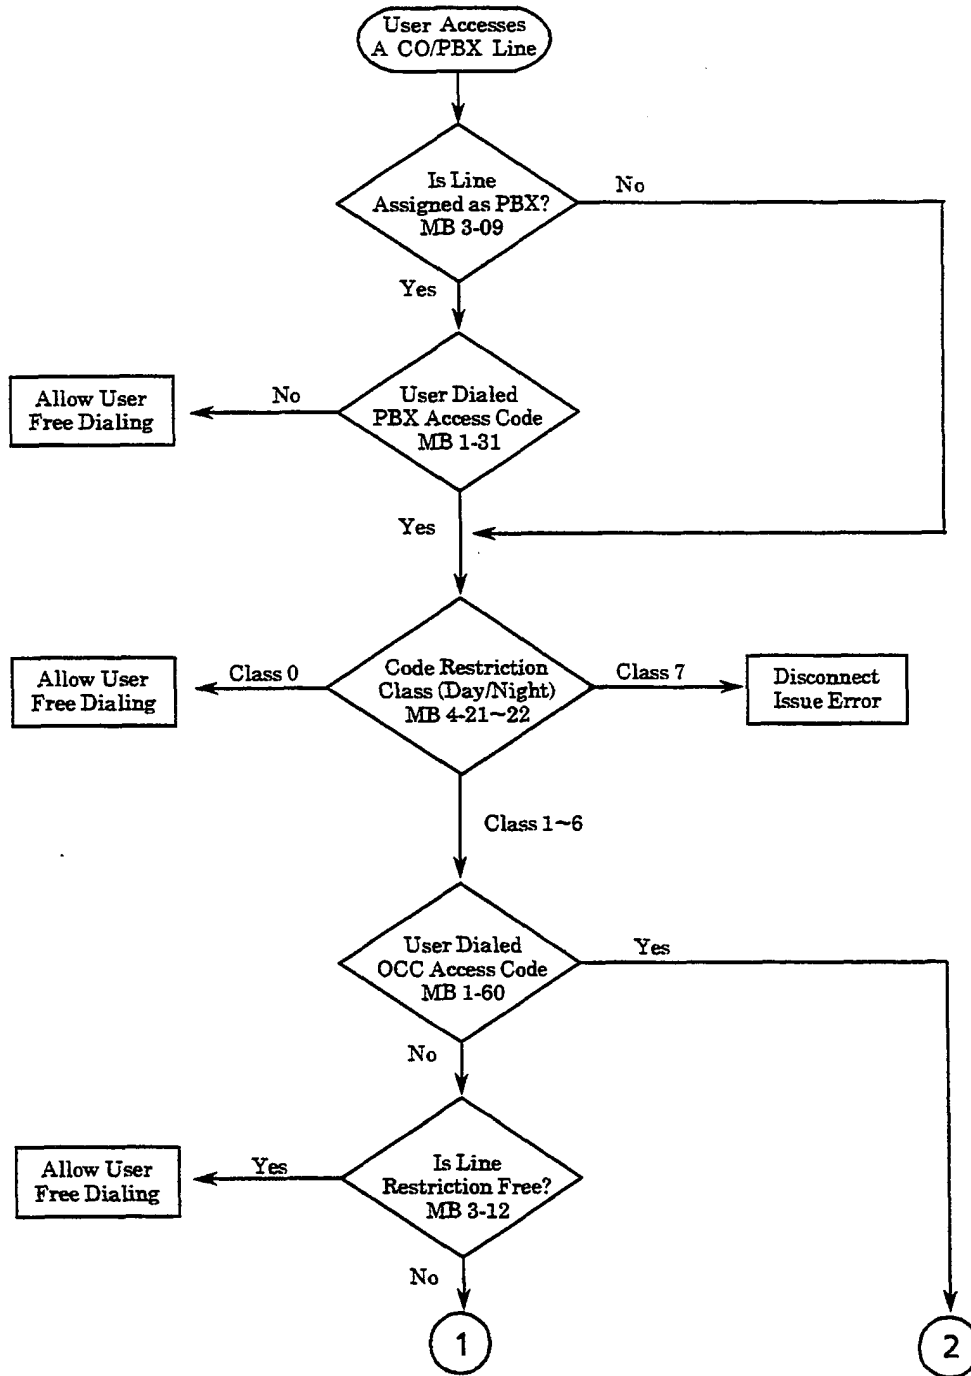 User Accesses
A CO/PBX Line
Is Line
Assigned as PBX?
MB 3-09
No
Yes
User Dialed
PBX Access Code
MB 1-31
No
Allow User
Free Dialing
Yes
Code Restriction
Class (Day/Night)
MB 4-21~22
Class 0
Allow User
Free Dialing
Class 7
Disconnect
Issue Error
Class 1~6
User Dialed
OCC Access Code
MB 1-60
Yes
No
Is Line
Restriction Free?
MB 3-12
Yes
Allow User
Free Dialing
No
1
2